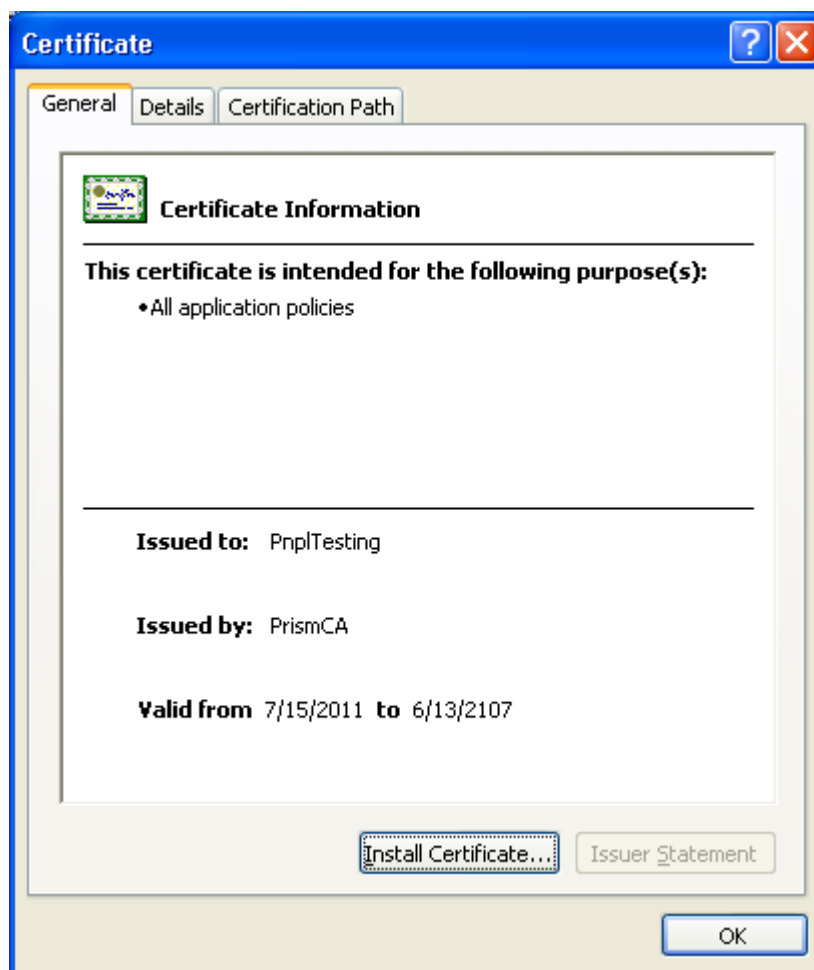 Certificate
General Details Certification Path
Certificate Information
This certificate is intended for the following purpose(s):
•All application policies
Issued to: PnplTesting
Issued by: PrismCA
Valid from 7/15/2011 to 6/13/2107
Install Certificate... Issuer Statement
OK